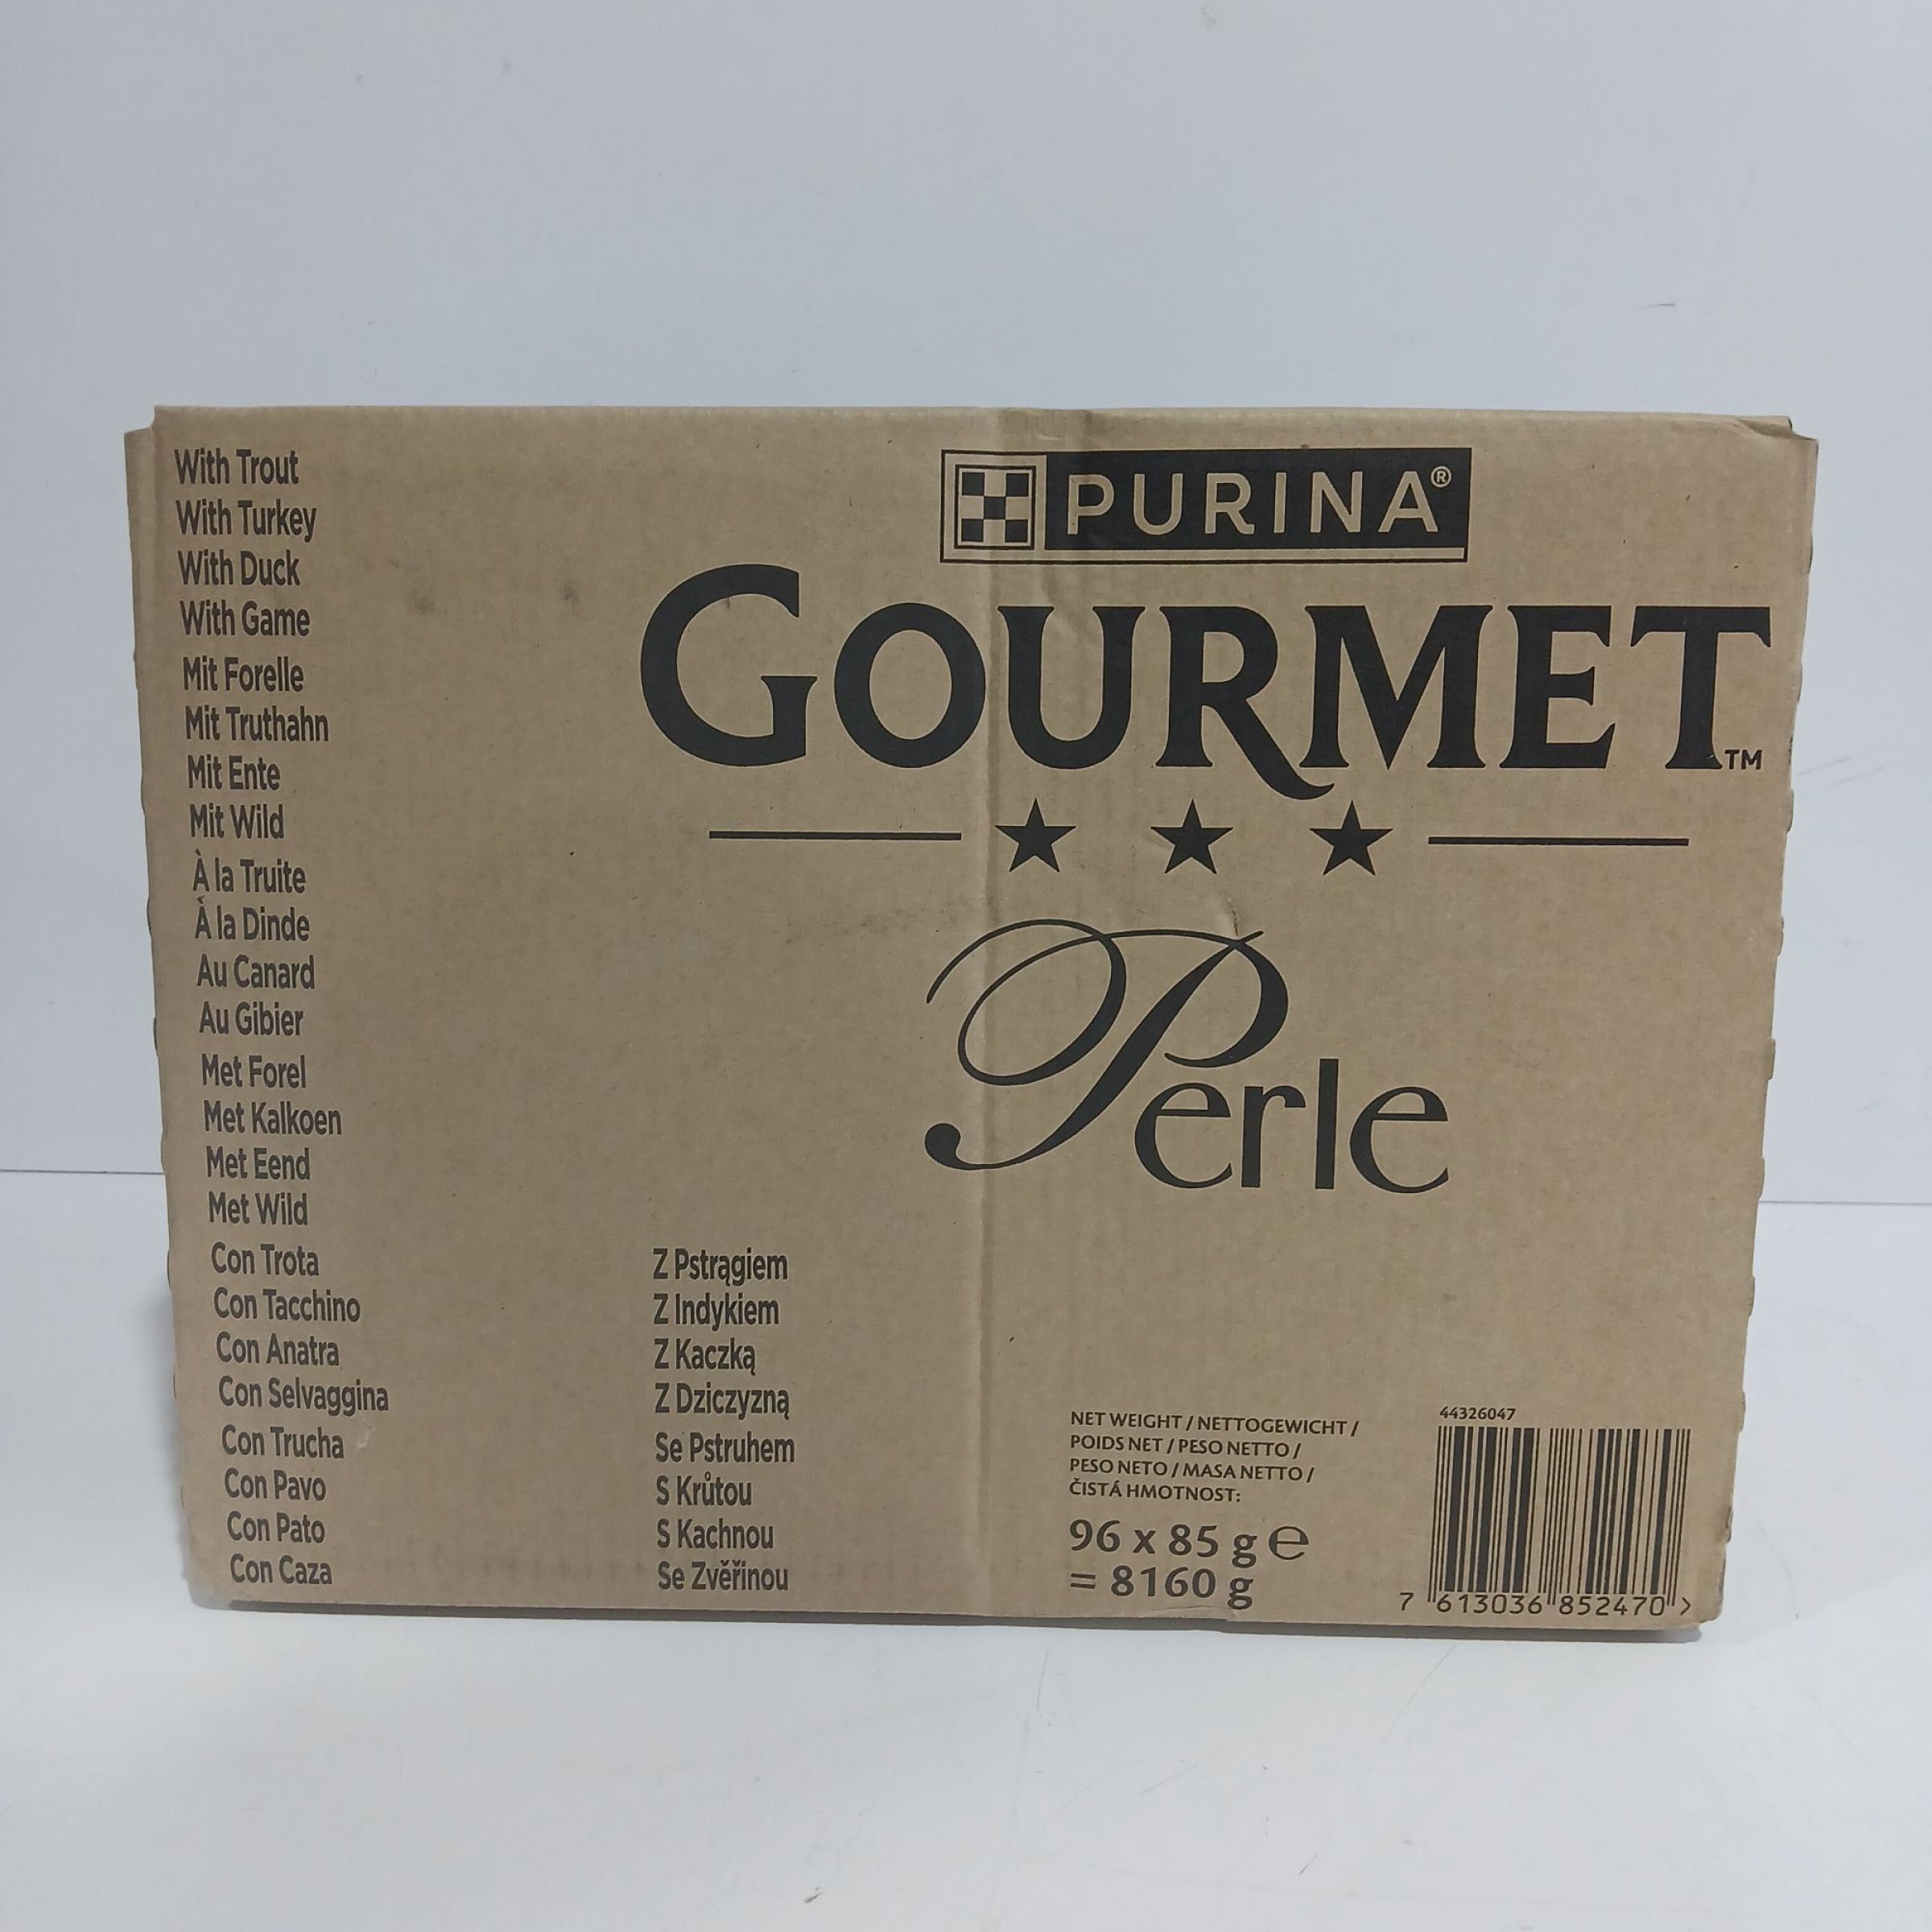 With Trout
With Turkey
With Duck
With Game
Mit Forelle
Mit Truthahn
Mit Ente
Mit Wild
À la Truite
À la Dinde
Au Canard
Au Gibier
Met Forel
Met Kalkoen
Met Eend
Met Wild
Con Trota
Con Tacchino
Con Anatra
Con Selvaggina
Con Trucha
Con Pavo
Con Pato
Con Caza
Z Pstrągiem
Z Indykiem
Z Kaczką
Z Dziczyzną
Se Pstruhem
S Krůtou
S Kachnou
Se Zvěřinou
PURINA®
GOURMET™
Perle
NET WEIGHT / NETTOGEWICHT /
POIDS NET / PESO NETTO /
PESO NETO / MASA NETTO /
ČISTÁ HMOTNOST:
96 x 85 g ℮
= 8160 g
44326047
7 613036 852470 >